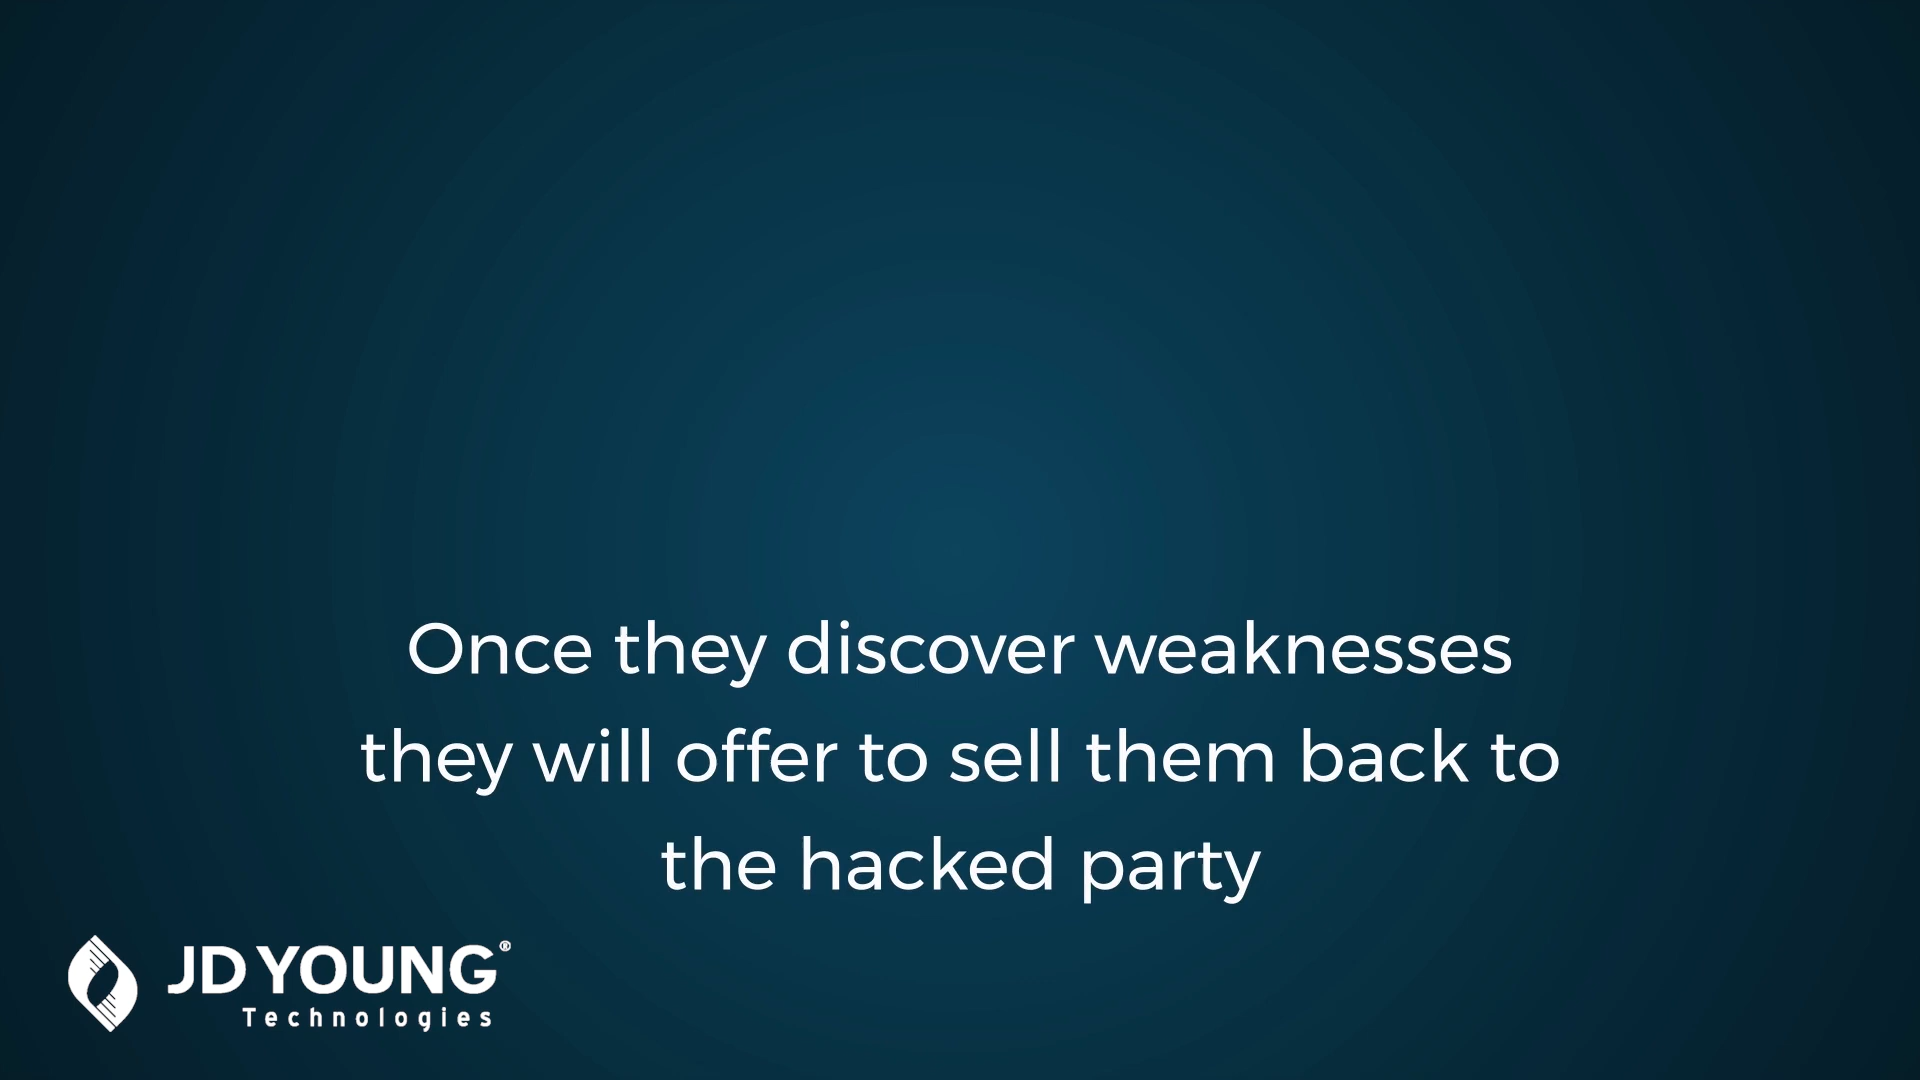 Once they discover weaknesses
they will offer to sell them back to
the hacked party
JD YOUNG®
Technologies